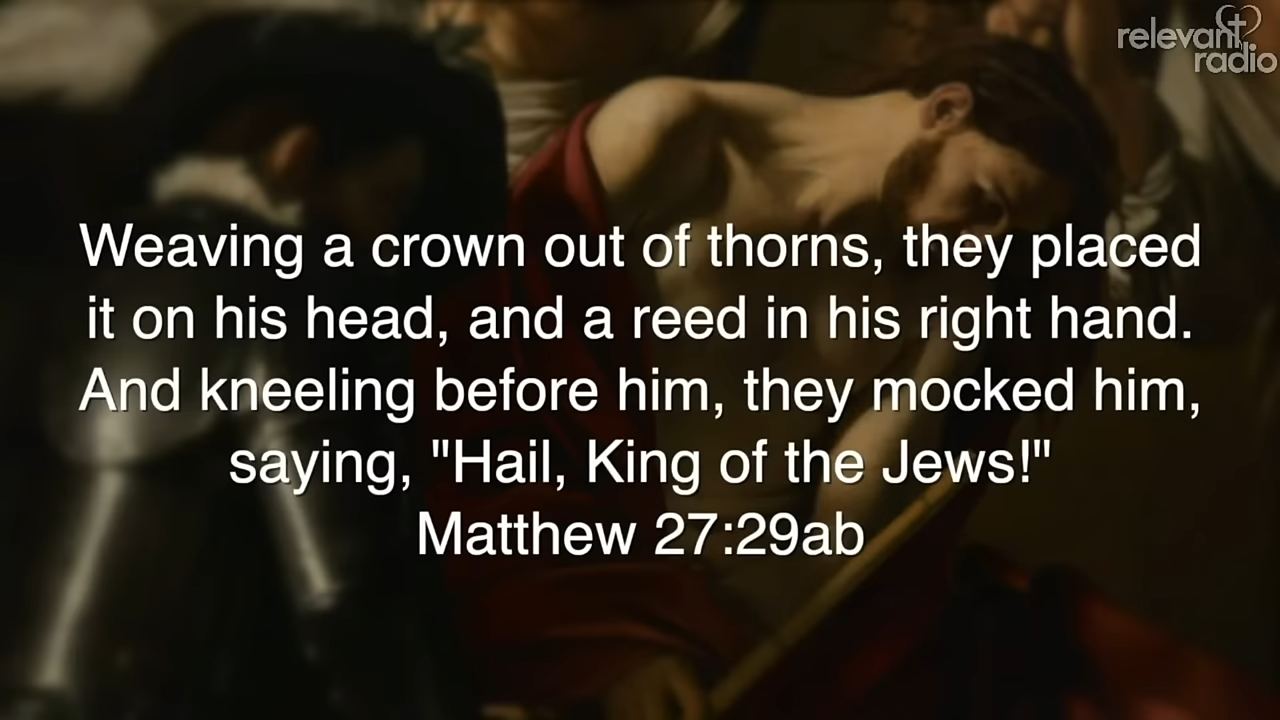 relevant
radio
Weaving a crown out of thorns, they placed
it on his head, and a reed in his right hand.
And kneeling before him, they mocked him,
saying, "Hail, King of the Jews!"
Matthew 27:29ab